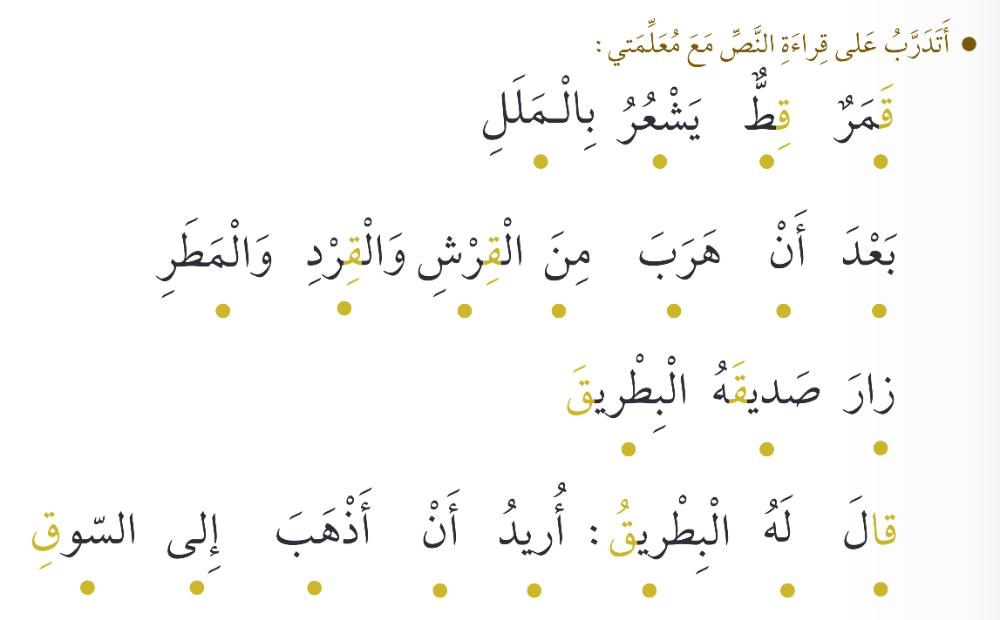 ● أَتَدَرَّبُ عَلى قِراءَةِ النَّصِّ مَعَ مُعَلِّمَتي :
قَمَرٌ قِطٌّ يَشْعُرُ بِالْـمَلَلِ
بَعْدَ أَنْ هَرَبَ مِنَ الْقِرْشِ وَالْقِرْدِ وَالْمَطَرِ
زارَ صَديقَهُ الْبِطْريقَ
قالَ لَهُ الْبِطْريقُ : أُريدُ أَنْ أَذْهَبَ إِلى السّوقِ